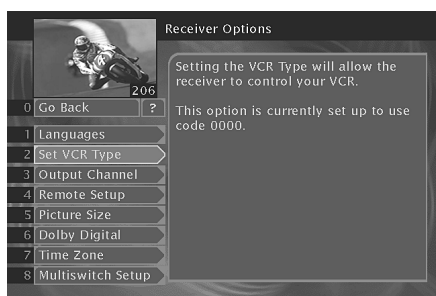 Receiver Options
206
0 Go Back ?
1 Languages
2 Set VCR Type
3 Output Channel
4 Remote Setup
5 Picture Size
6 Dolby Digital
7 Time Zone
8 Multiswitch Setup
Setting the VCR Type will allow the
receiver to control your VCR.
This option is currently set up to use
code 0000.